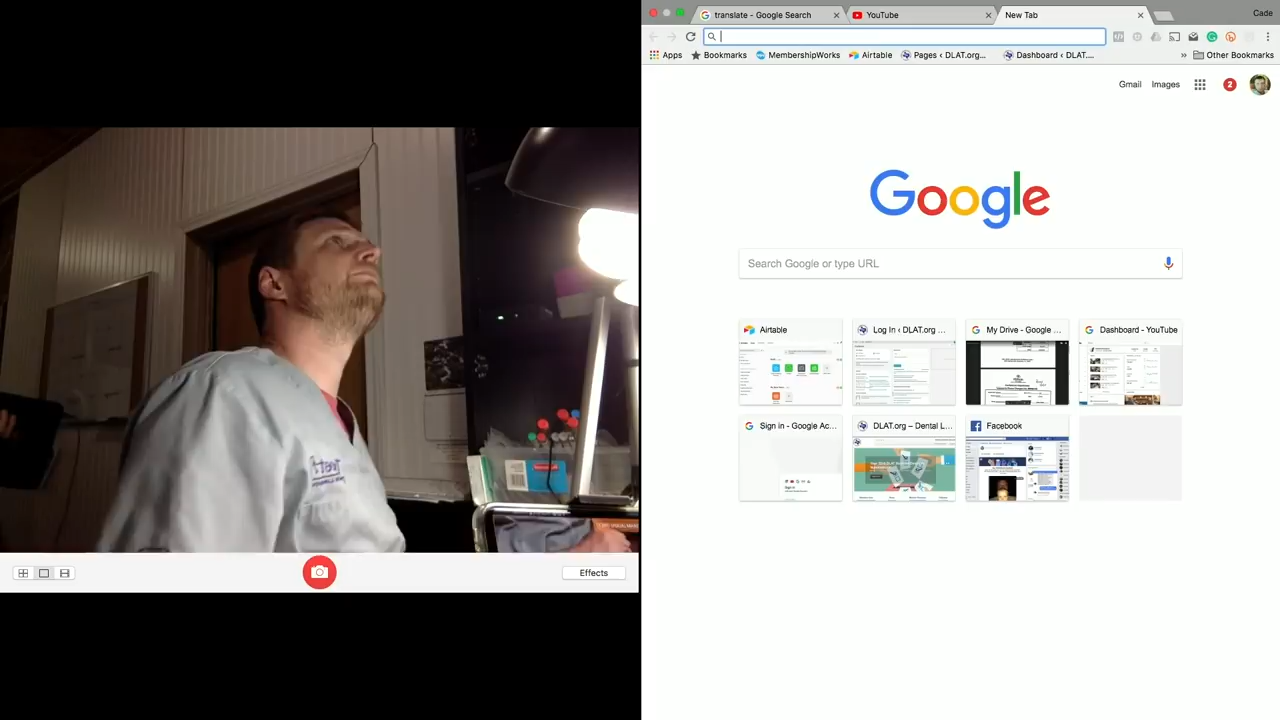 translate - Google Search
YouTube
New Tab
Cade
Apps
Bookmarks
MembershipWorks
Airtable
Pages ‹ DLAT.org...
Dashboard ‹ DLAT....
»
Other Bookmarks
Gmail
Images
2
Google
Search Google or type URL
Airtable
Log In ‹ DLAT.org ...
My Drive - Google ...
Dashboard - YouTube
Sign in - Google Ac...
DLAT.org – Dental L...
Facebook
Effects